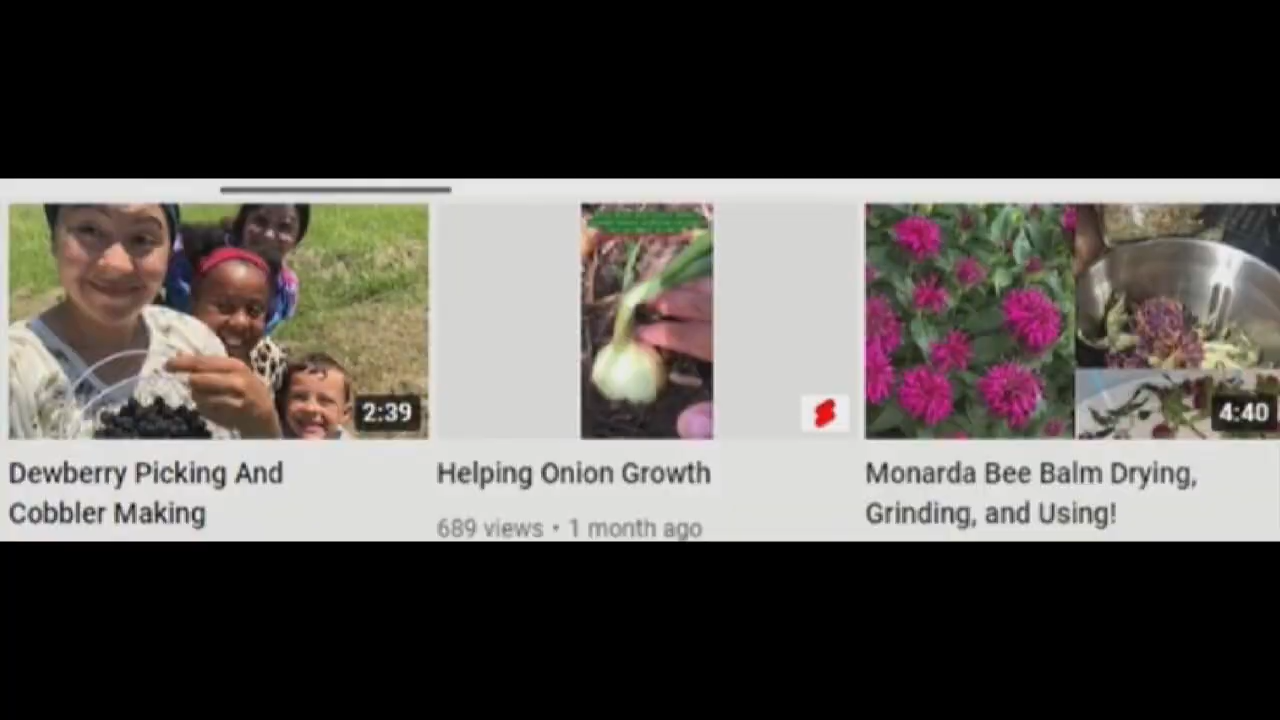 2:39
4:40
Dewberry Picking And
Cobbler Making
Helping Onion Growth
689 views • 1 month ago
Monarda Bee Balm Drying,
Grinding, and Using!